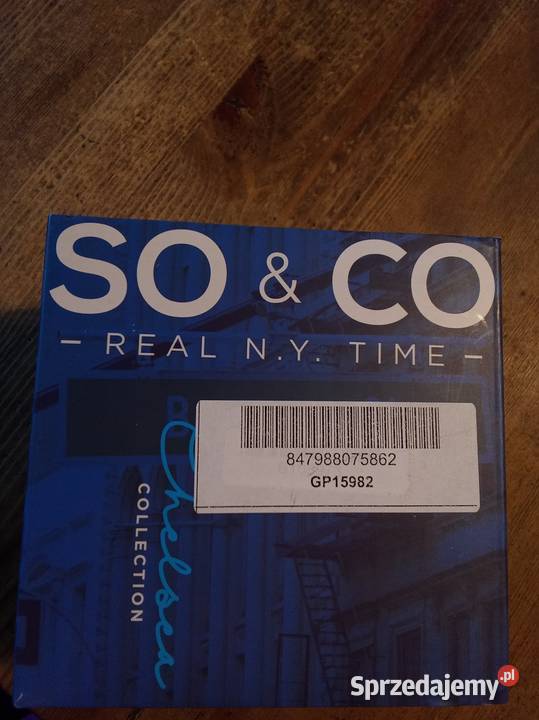 SO & CO
– REAL N.Y. TIME –
847988075862
GP15982
Chelsea
COLLECTION
Sprzedajemy.pl